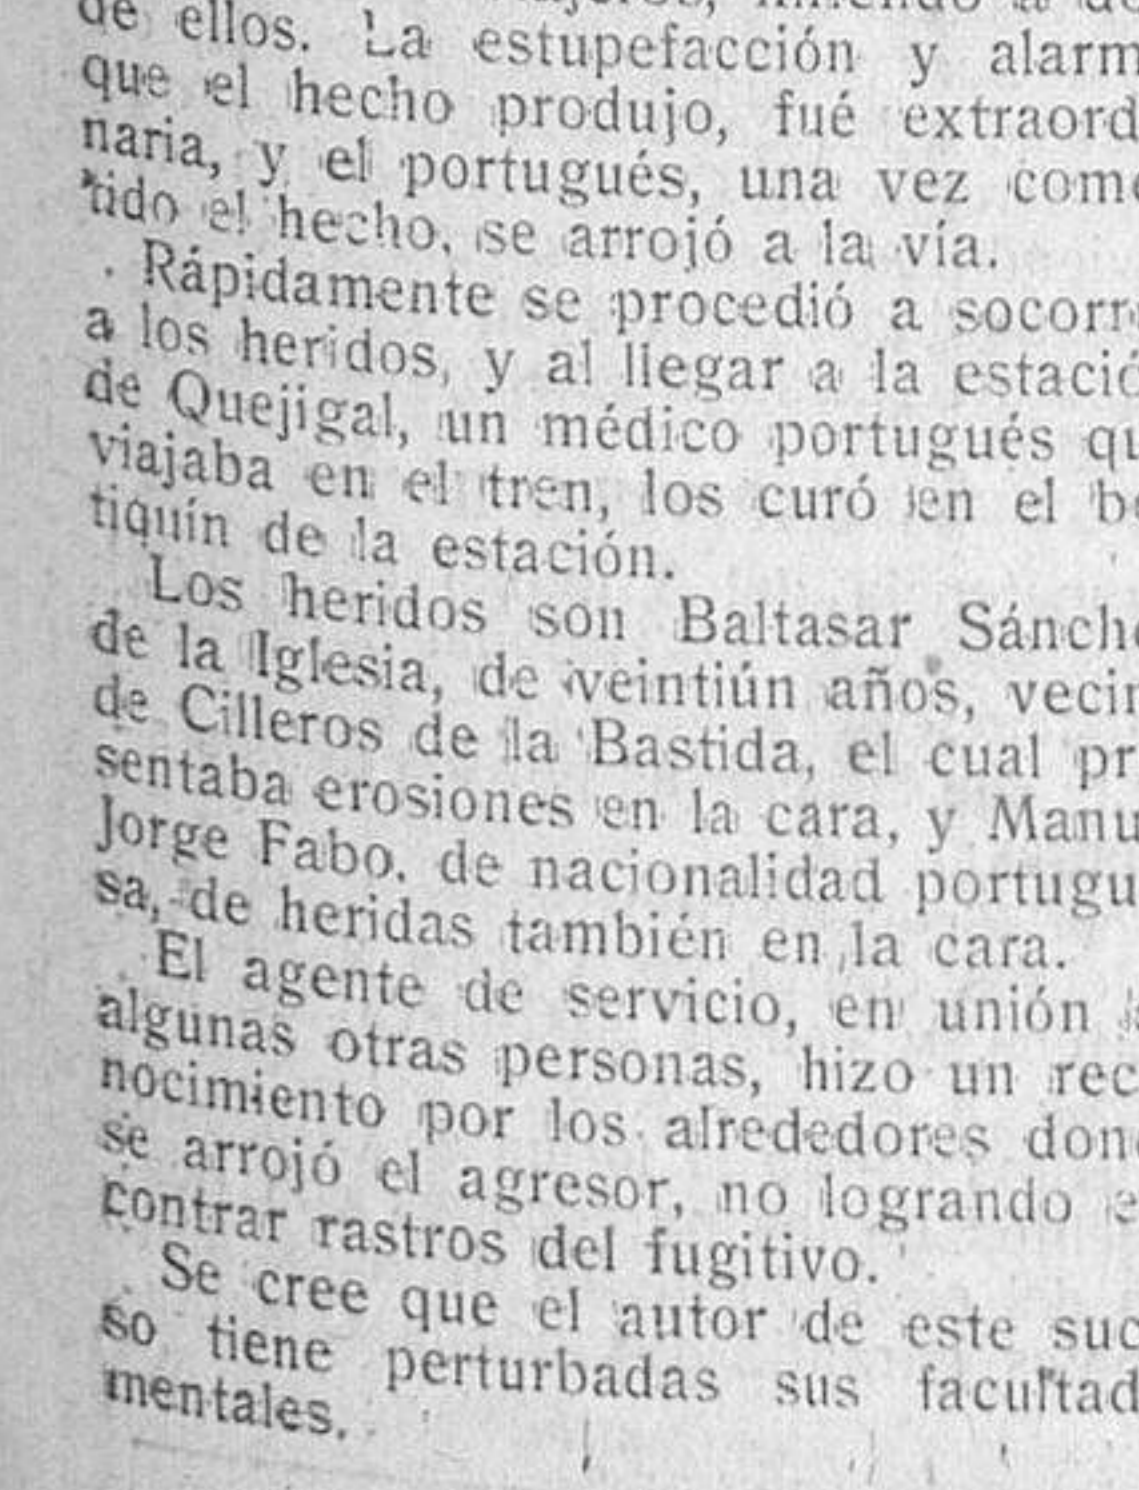 de ellos. La estupefacción y alarm
que el hecho produjo, fué extraord
naria, y el portugués, una vez come
tido el hecho, se arrojó a la vía.
Rápidamente se procedió a socorr
a los heridos, y al llegar a la estació
de Quejigal, un médico portugués qu
viajaba en el tren, los curó en el bo
tiquín de la estación.
Los heridos son Baltasar Sánche
de la Iglesia, de veintiún años, vecin
de Cilleros de la Bastida, el cual pr
sentaba erosiones en la cara, y Manu
Jorge Fabo, de nacionalidad portugu
sa, de heridas también en la cara.
El agente de servicio, en unión
algunas otras personas, hizo un rec
nocimiento por los alrededores dond
se arrojó el agresor, no logrando e
contrar rastros del fugitivo.
Se cree que el autor de este suc
so tiene perturbadas sus facultad
mentales.